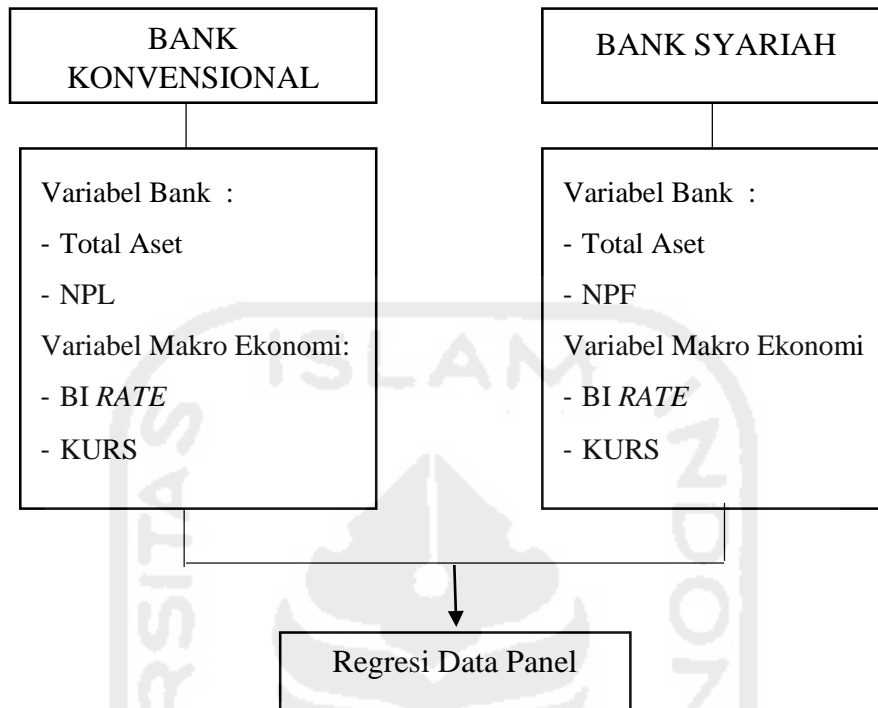 BANK
KONVENSIONAL
BANK SYARIAH
Variabel Bank :
- Total Aset
- NPL
Variabel Makro Ekonomi:
- BI RATE
- KURS
Variabel Bank :
- Total Aset
- NPF
Variabel Makro Ekonomi
- BI RATE
- KURS
Regresi Data Panel
ISLAM